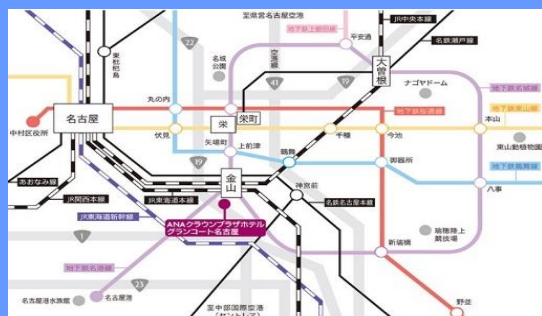 至県営名古屋空港
地下鉄上飯田線
JR中央本線
名鉄瀬戸線
平安通
22
東枇杷島
名城公園
空港線
41
19
大曽根
ナゴヤドーム
地下鉄名城線
名古屋
丸の内
栄
栄町
地下鉄桜通線
地下鉄東山線
中村区役所
伏見
矢場町
上前津
千種
今池
本山
東山動植物園
鶴舞
御器所
地下鉄鶴舞線
19
八事
あおなみ線
JR関西本線
JR東海道本線
金山
神宮前
名鉄名古屋本線
JR東海道新幹線
ANAクラウンプラザホテル
グランコート名古屋
瑞穂陸上
競技場
1
新瑞橋
地下鉄名港線
23
名古屋港水族館
名古屋港
至中部国際空港
(セントレア)
野並